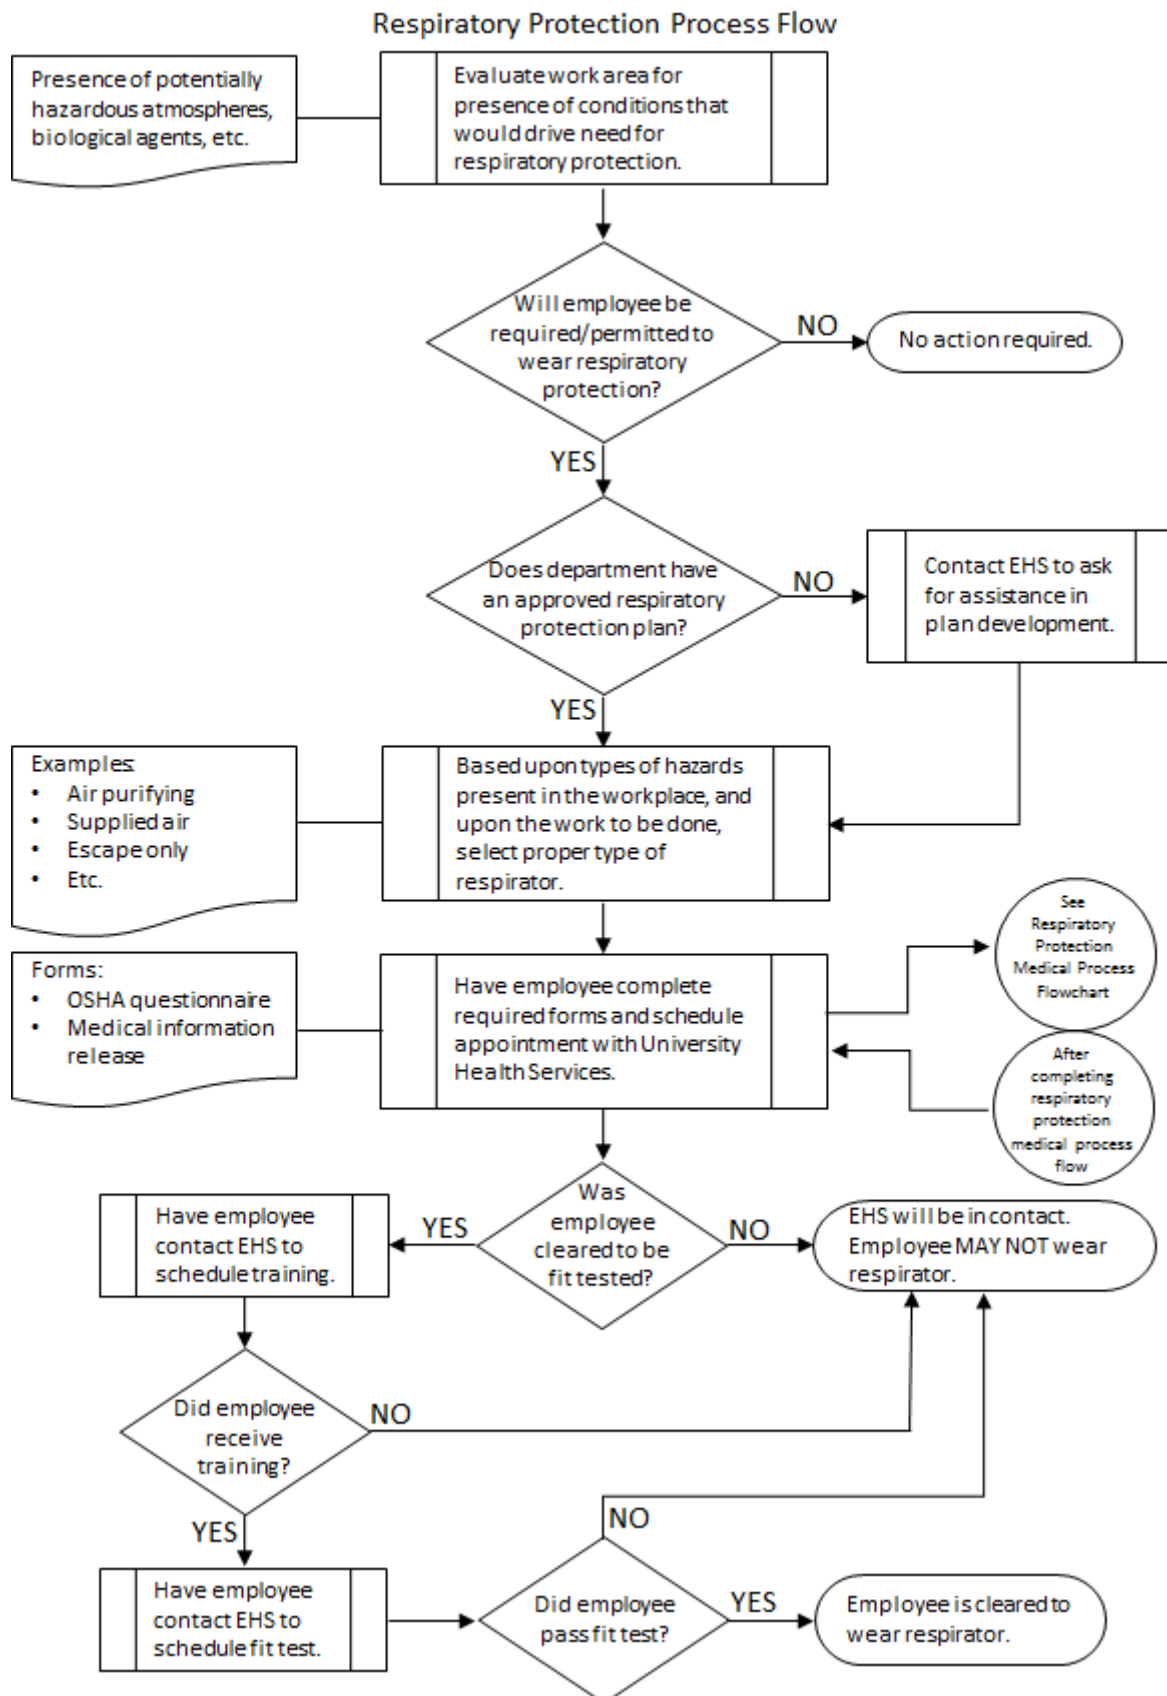 Respiratory Protection Process Flow
Presence of potentially
hazardous atmospheres,
biological agents, etc.
Evaluate work area for
presence of conditions that
would drive need for
respiratory protection.
Will employee be
required/permitted to
wear respiratory
protection?
NO
No action required.
YES
Does department have
an approved respiratory
protection plan?
NO
Contact EHS to ask
for assistance in
plan development.
YES
Examples:
• Air purifying
• Supplied air
• Escape only
• Etc.
Based upon types of hazards
present in the workplace, and
upon the work to be done,
select proper type of
respirator.
See
Respiratory
Protection
Medical Process
Flowchart
Forms:
• OSHA questionnaire
• Medical information
release
Have employee complete
required forms and schedule
appointment with University
Health Services.
After
completing
respiratory
protection
medical process
flow
Was
employee
cleared to be
fit tested?
YES
Have employee
contact EHS to
schedule training.
NO
EHS will be in contact.
Employee MAY NOT wear
respirator.
Did employee
receive
training?
NO
YES
Have employee
contact EHS to
schedule fit test.
NO
Did employee
pass fit test?
YES
Employee is cleared to
wear respirator.